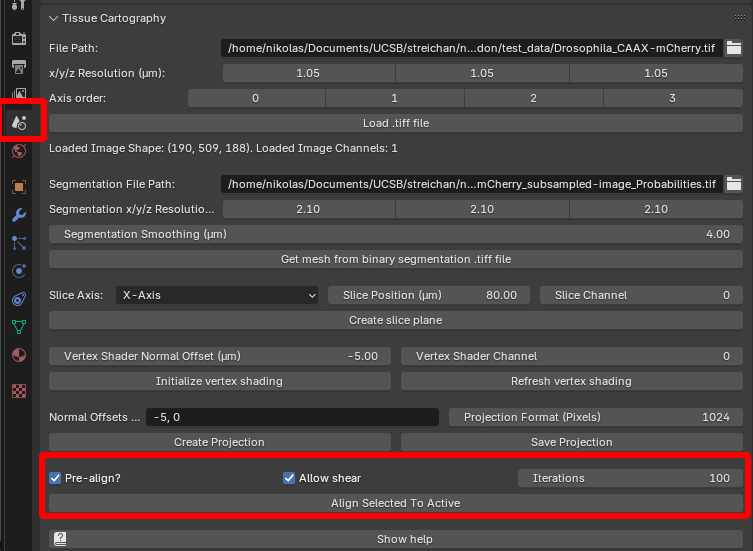 Tissue Cartography
File Path: /home/nikolas/Documents/UCSB/streichan/n...don/test_data/Drosophila_CAAX-mCherry.tif
x/y/z Resolution (μm): 1.05 1.05 1.05
Axis order: 0 1 2 3
Load .tiff file
Loaded Image Shape: (190, 509, 188). Loaded Image Channels: 1
Segmentation File Path: /home/nikolas/Documents/UCSB/streichan/n...mCherry_subsampled-image_Probabilities.tif
Segmentation x/y/z Resolutio... 2.10 2.10 2.10
Segmentation Smoothing (μm) 4.00
Get mesh from binary segmentation .tiff file
Slice Axis: X-Axis Slice Position (μm) 80.00 Slice Channel 0
Create slice plane
Vertex Shader Normal Offset (μm) -5.00 Vertex Shader Channel 0
Initialize vertex shading Refresh vertex shading
Normal Offsets ... -5, 0 Projection Format (Pixels) 1024
Create Projection Save Projection
Pre-align? Allow shear Iterations 100
Align Selected To Active
Show help